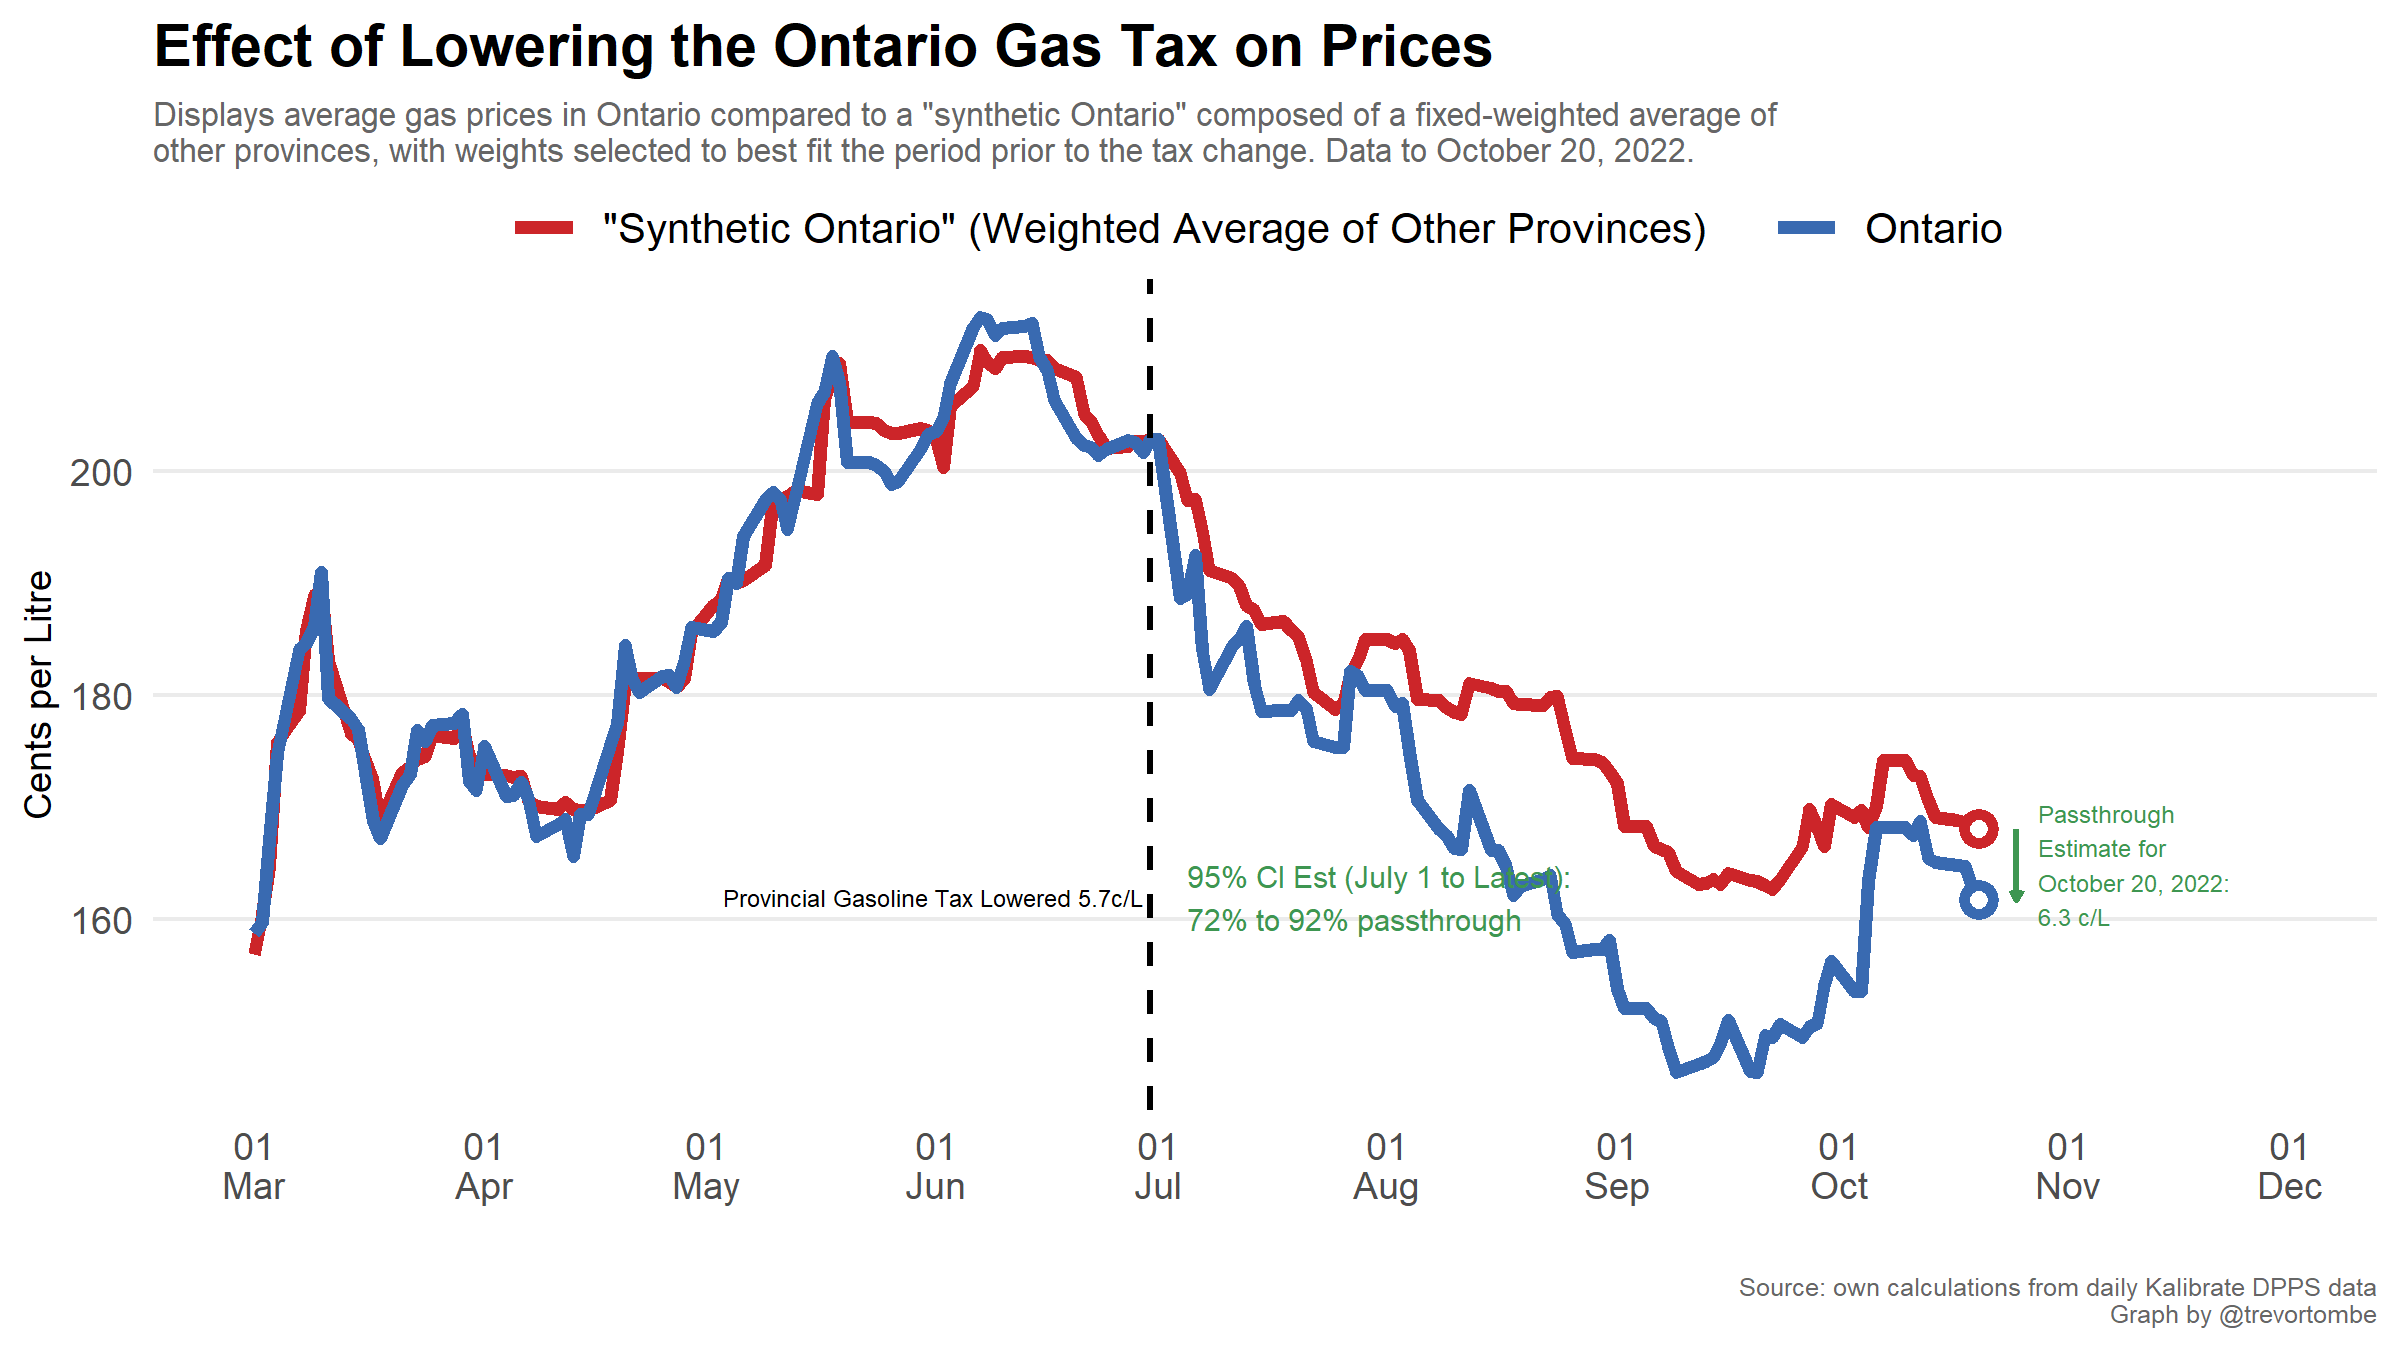 Effect of Lowering the Ontario Gas Tax on Prices
Displays average gas prices in Ontario compared to a "synthetic Ontario" composed of a fixed-weighted average of
other provinces, with weights selected to best fit the period prior to the tax change. Data to October 20, 2022.
"Synthetic Ontario" (Weighted Average of Other Provinces)
Ontario
Cents per Litre
200
180
160
Provincial Gasoline Tax Lowered 5.7c/L
95% CI Est (July 1 to Latest):
72% to 92% passthrough
Passthrough
Estimate for
October 20, 2022:
6.3 c/L
01
Mar
01
Apr
01
May
01
Jun
01
Jul
01
Aug
01
Sep
01
Oct
01
Nov
01
Dec
Source: own calculations from daily Kalibrate DPPS data
Graph by @trevortombe